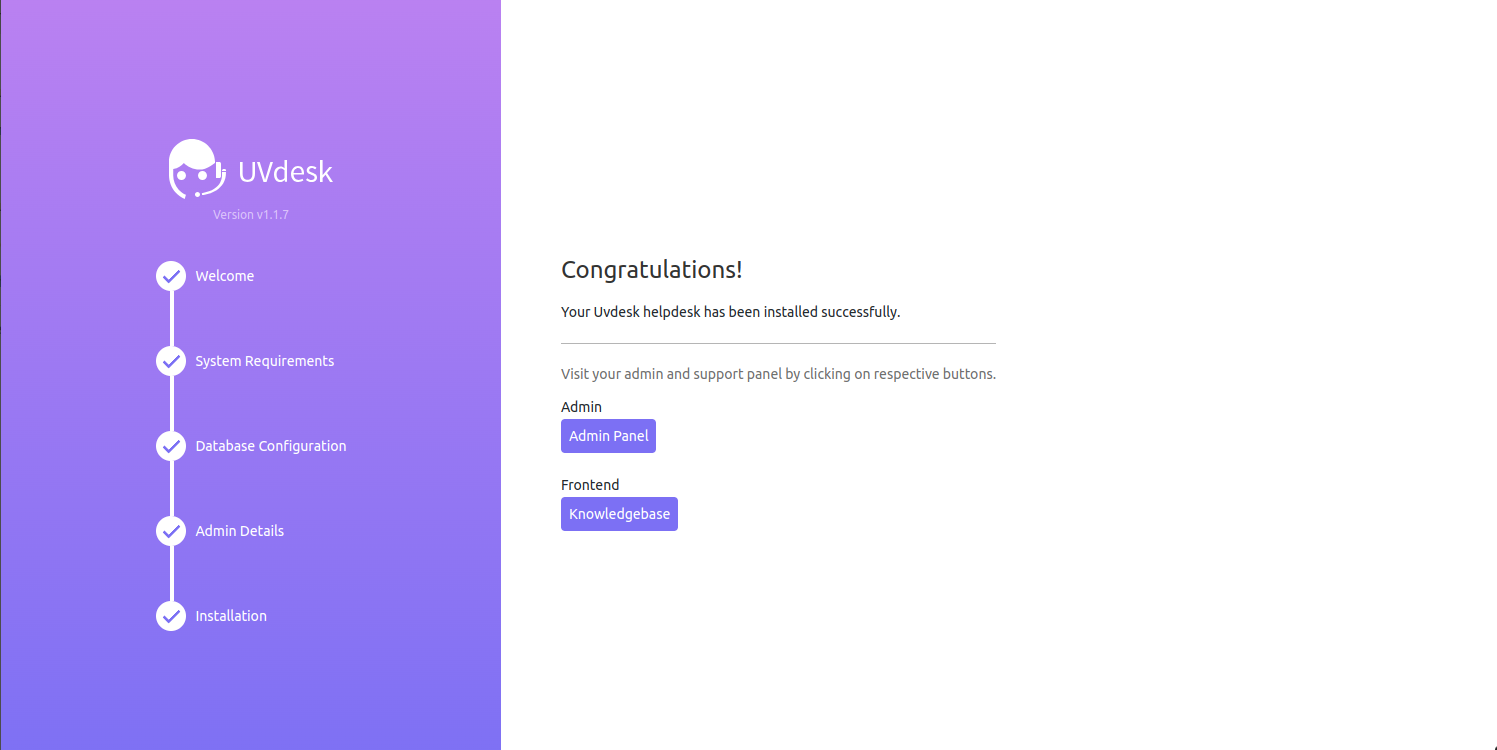 UVdesk
Version v1.1.7
Welcome
System Requirements
Database Configuration
Admin Details
Installation
Congratulations!
Your Uvdesk helpdesk has been installed successfully.
Visit your admin and support panel by clicking on respective buttons.
Admin
Admin Panel
Frontend
Knowledgebase